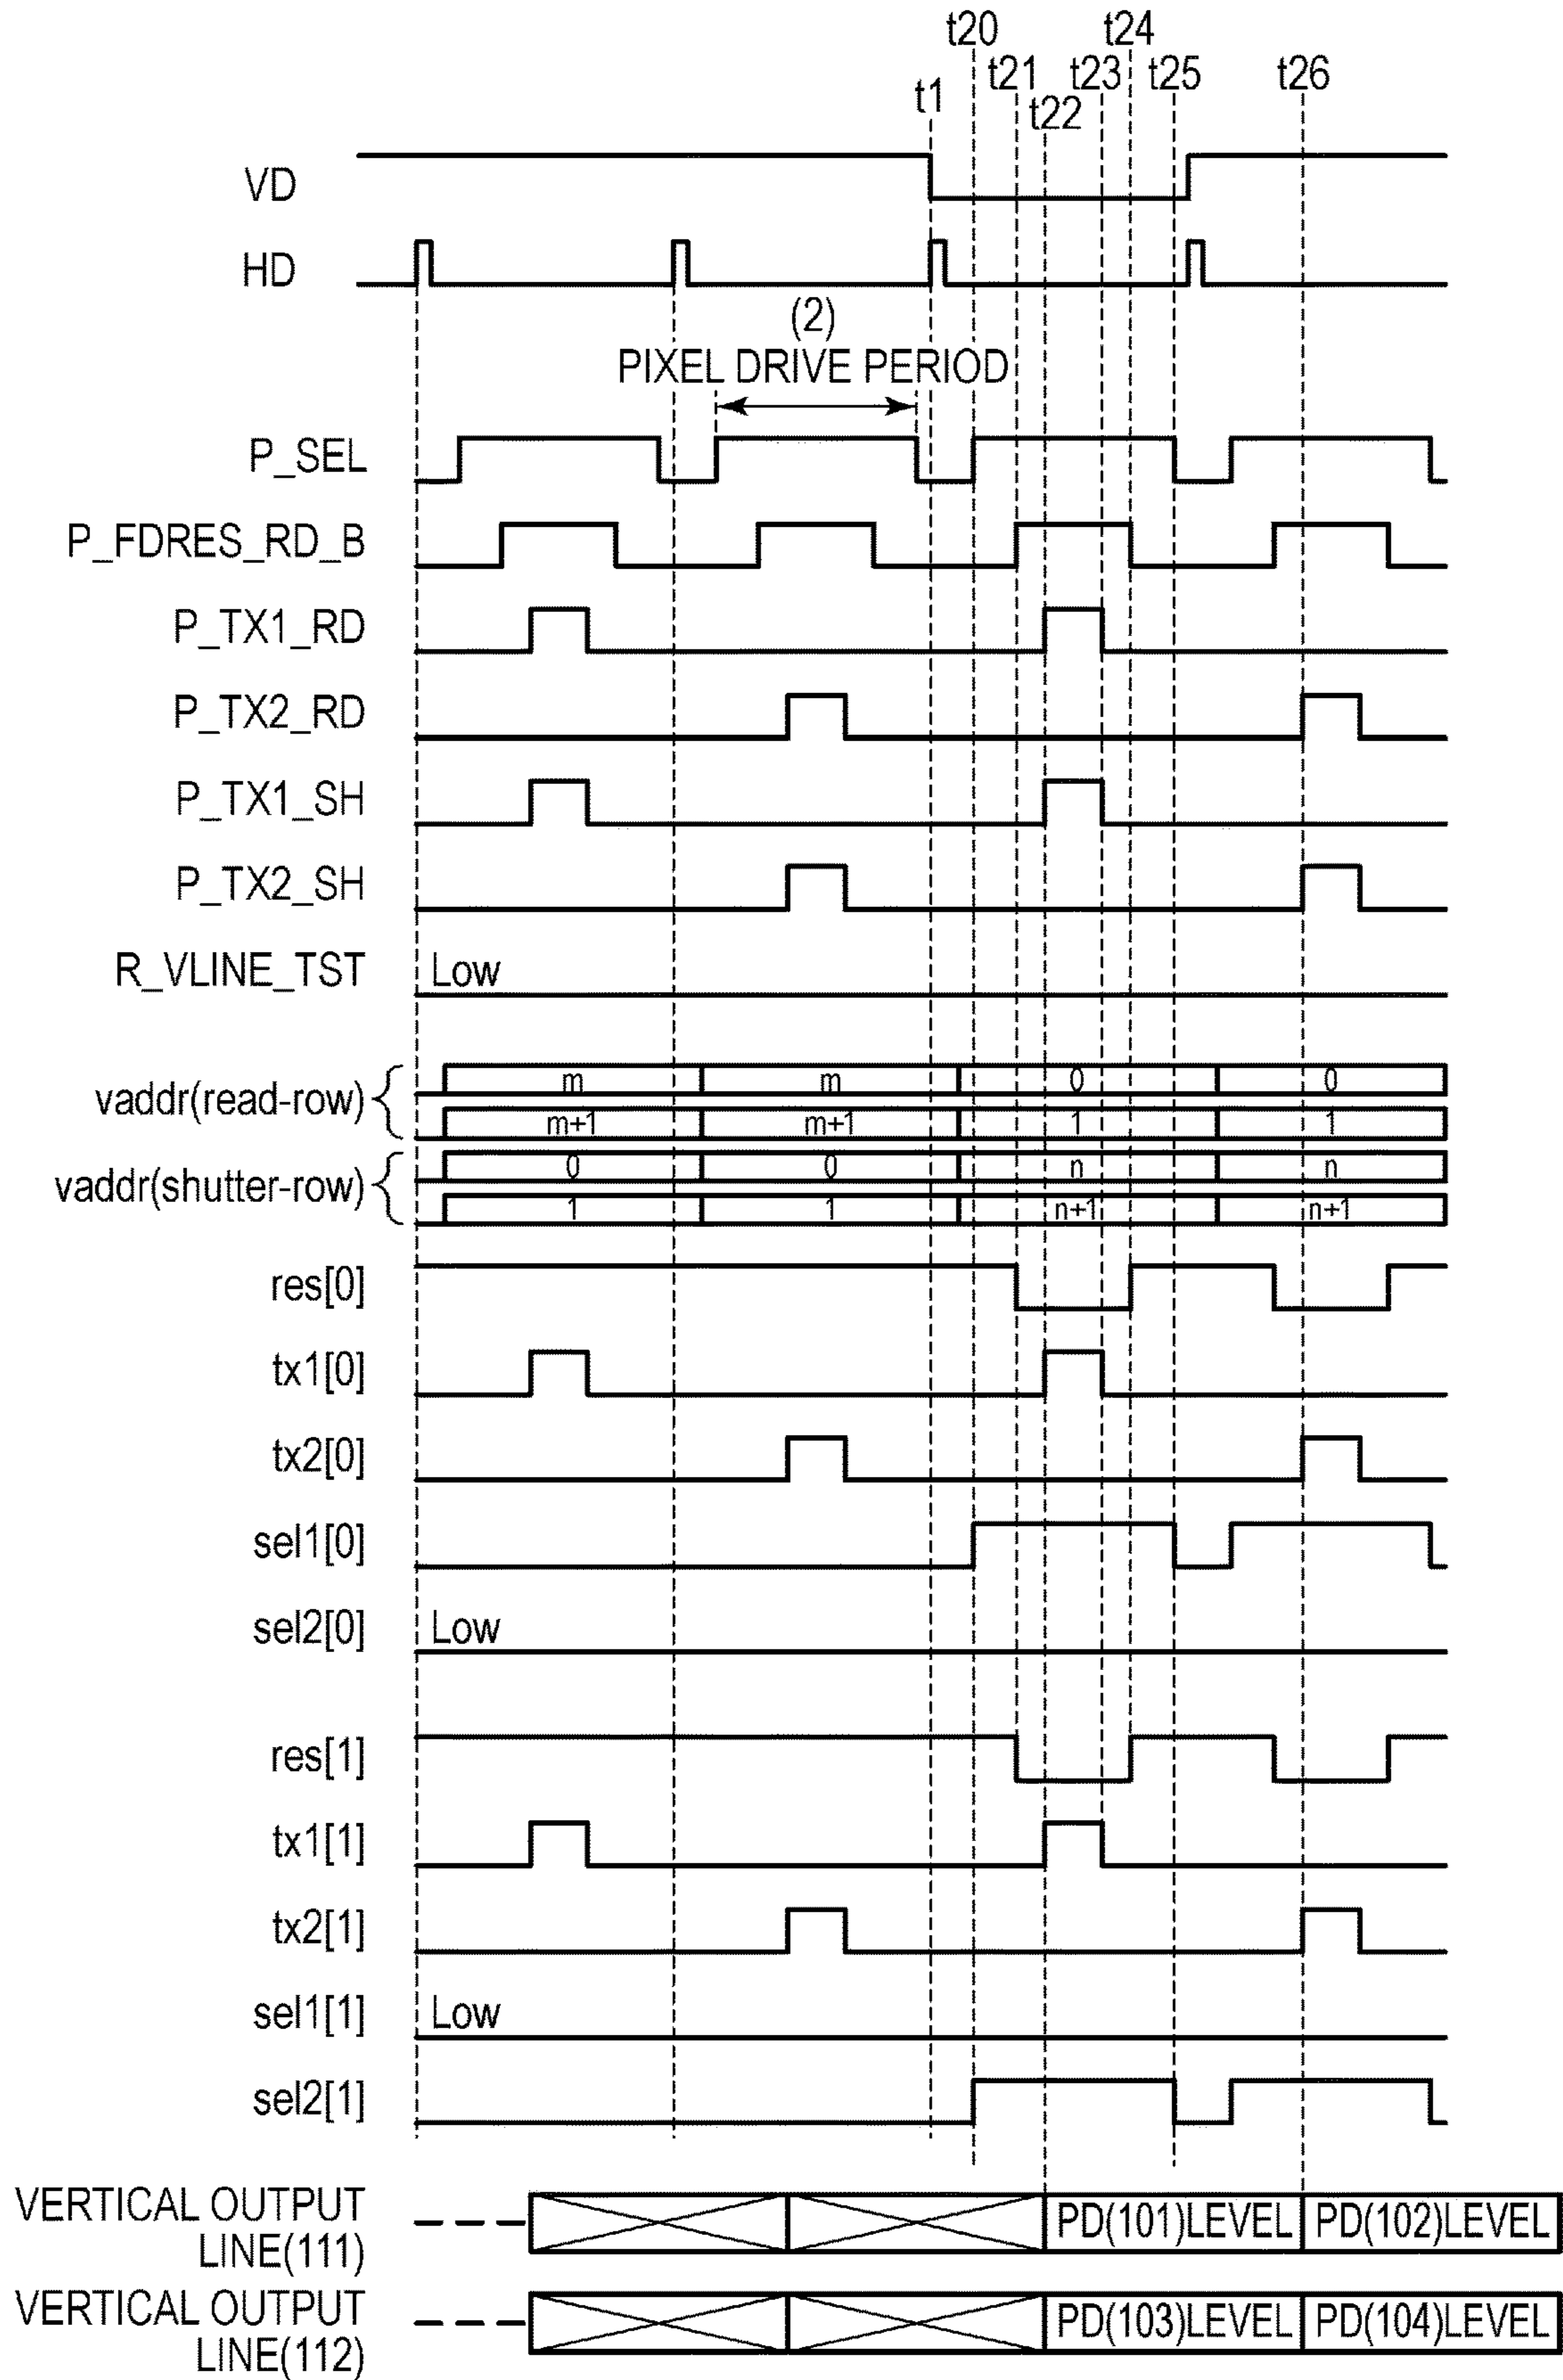 t20
t24
t21
t23
t25
t26
t1
t22
VD
HD
(2)
PIXEL DRIVE PERIOD
P_SEL
P_FDRES_RD_B
P_TX1_RD
P_TX2_RD
P_TX1_SH
P_TX2_SH
R_VLINE_TST Low
vaddr(read-row)
m m 0 0
m+1 m+1 1 1
vaddr(shutter-row)
0 0 n n
1 1 n+1 n+1
res[0]
tx1[0]
tx2[0]
sel1[0]
sel2[0] Low
res[1]
tx1[1]
tx2[1]
sel1[1] Low
sel2[1]
VERTICAL OUTPUT
LINE(111)
PD(101)LEVEL PD(102)LEVEL
VERTICAL OUTPUT
LINE(112)
PD(103)LEVEL PD(104)LEVEL